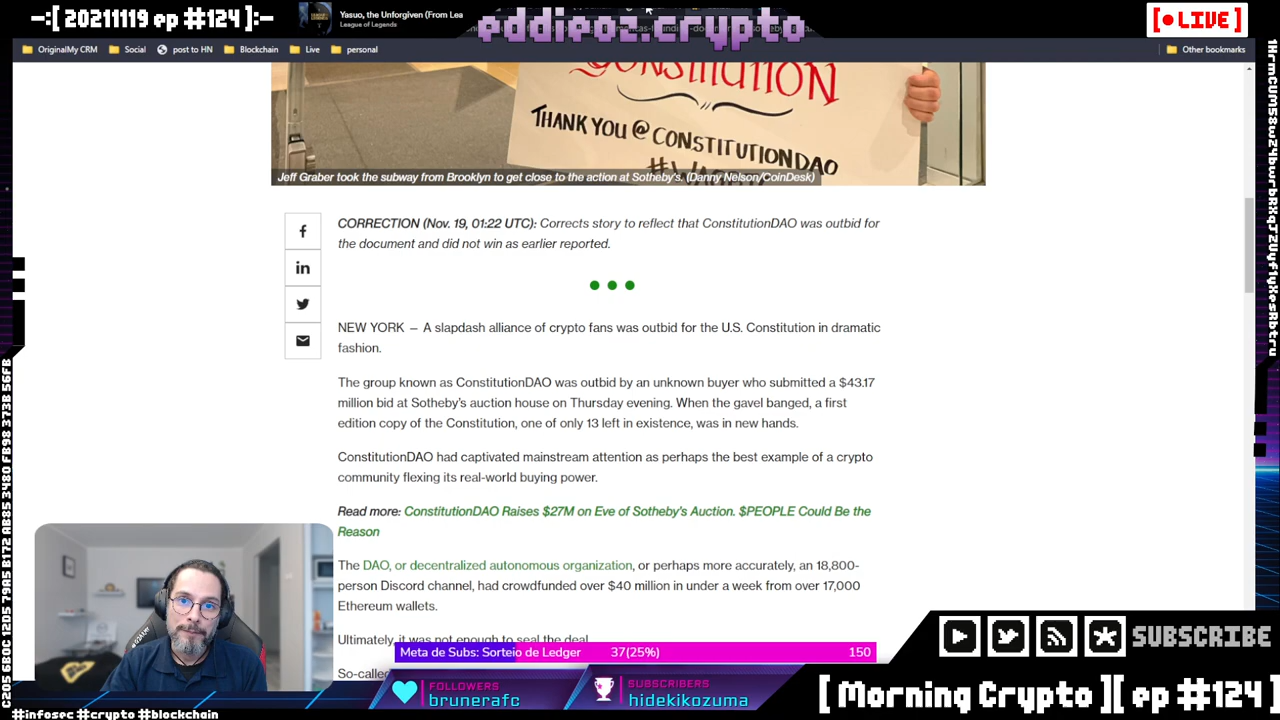 -:[ 20211119 ep #124 ]:-
Yasuo, the Unforgiven (From Lea
League of Legends
eddieoz.crypto
[● LIVE]
OriginalMy CRM
Social
post to HN
Blockchain
Live
personal
Other bookmarks
CONSTITUTION
THANK YOU @ CONSTITUTIONDAO
Jeff Graber took the subway from Brooklyn to get close to the action at Sotheby's. (Danny Nelson/CoinDesk)
CORRECTION (Nov. 19, 01:22 UTC): Corrects story to reflect that ConstitutionDAO was outbid for
the document and did not win as earlier reported.
NEW YORK — A slapdash alliance of crypto fans was outbid for the U.S. Constitution in dramatic
fashion.
The group known as ConstitutionDAO was outbid by an unknown buyer who submitted a $43.17
million bid at Sotheby's auction house on Thursday evening. When the gavel banged, a first
edition copy of the Constitution, one of only 13 left in existence, was in new hands.
ConstitutionDAO had captivated mainstream attention as perhaps the best example of a crypto
community flexing its real-world buying power.
Read more: ConstitutionDAO Raises $27M on Eve of Sotheby's Auction. $PEOPLE Could Be the
Reason
The DAO, or decentralized autonomous organization, or perhaps more accurately, an 18,800-
person Discord channel, had crowdfunded over $40 million in under a week from over 17,000
Ethereum wallets.
Ultimately, it was not enough to seal the deal.
So-called
Meta de Subs: Sorteio de Ledger
37(25%)
150
FOLLOWERS
brunerafc
SUBSCRIBERS
hidekikozuma
SUBSCRIBE
[ Morning Crypto ][ ep #124 ]
#infosec #crypto #blockchain